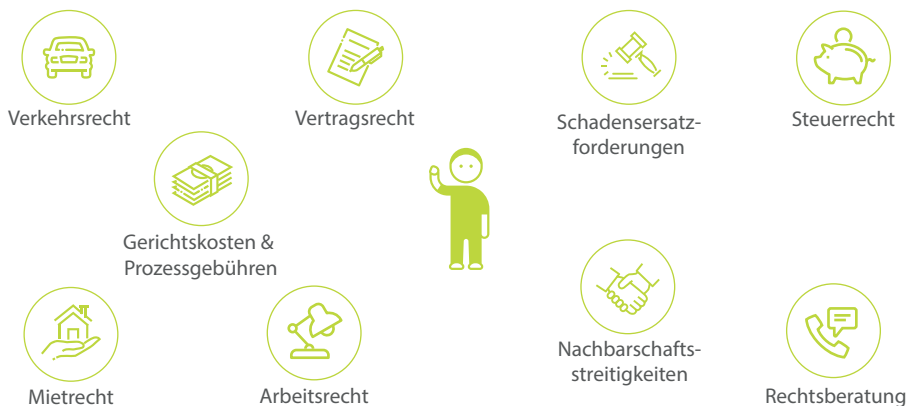 Verkehrsrecht
Vertragsrecht
Schadensersatz-
forderungen
Steuerrecht
Gerichtskosten &
Prozessgebühren
Nachbarschafts-
streitigkeiten
Mietrecht
Arbeitsrecht
Rechtsberatung